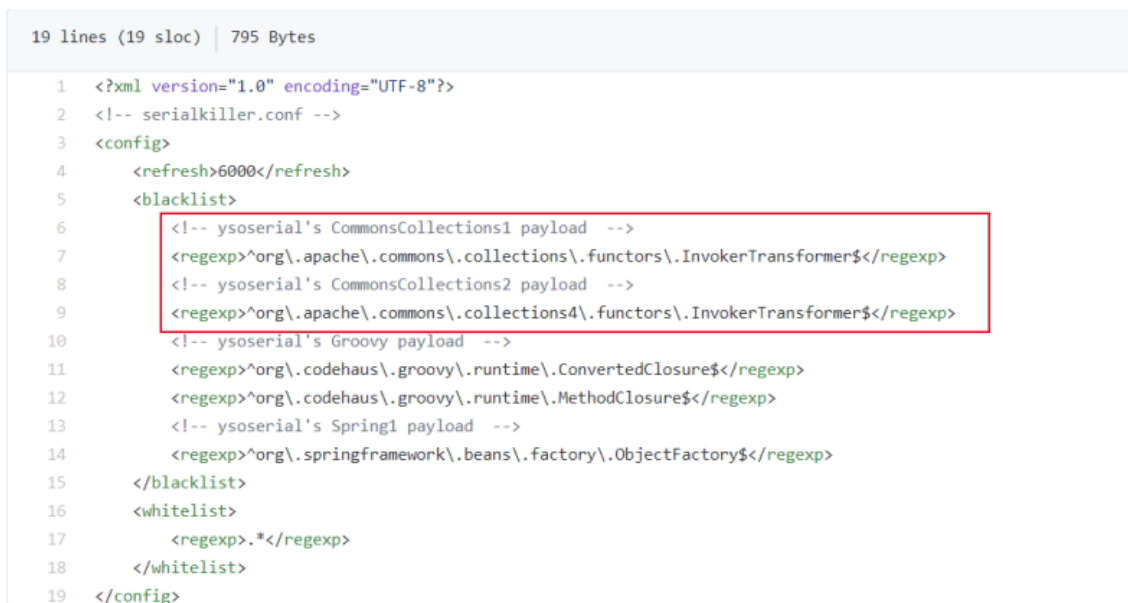 19 lines (19 sloc) | 795 Bytes
1 <?xml version="1.0" encoding="UTF-8"?>
2 <!-- serialkiller.conf -->
3 <config>
4 <refresh>6000</refresh>
5 <blacklist>
6 <!-- ysoserial's CommonsCollections1 payload  -->
7 <regexp>^org\.apache\.commons\.collections\.functors\.InvokerTransformer$</regexp>
8 <!-- ysoserial's CommonsCollections2 payload  -->
9 <regexp>^org\.apache\.commons\.collections4\.functors\.InvokerTransformer$</regexp>
10 <!-- ysoserial's Groovy payload  -->
11 <regexp>^org\.codehaus\.groovy\.runtime\.ConvertedClosure$</regexp>
12 <regexp>^org\.codehaus\.groovy\.runtime\.MethodClosure$</regexp>
13 <!-- ysoserial's Spring1 payload  -->
14 <regexp>^org\.springframework\.beans\.factory\.ObjectFactory$</regexp>
15 </blacklist>
16 <whitelist>
17 <regexp>.*</regexp>
18 </whitelist>
19 </config>